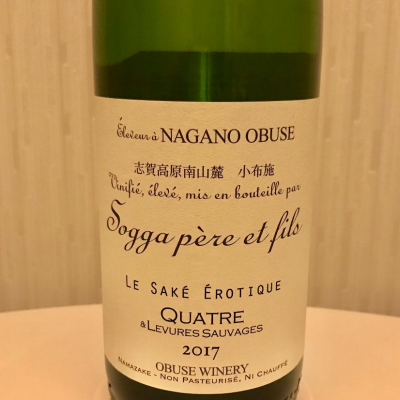 Éleveur à NAGANO OBUSE
志賀高原南山麓 小布施
Vinifié, élevé, mis en bouteille par
Sogga père et fils
LE SAKÉ ÉROTIQUE
QUATRE
& LEVURES SAUVAGES
2017
OBUSE WINERY
NAMAZAKE - NON PASTEURISÉ, NI CHAUFFÉ